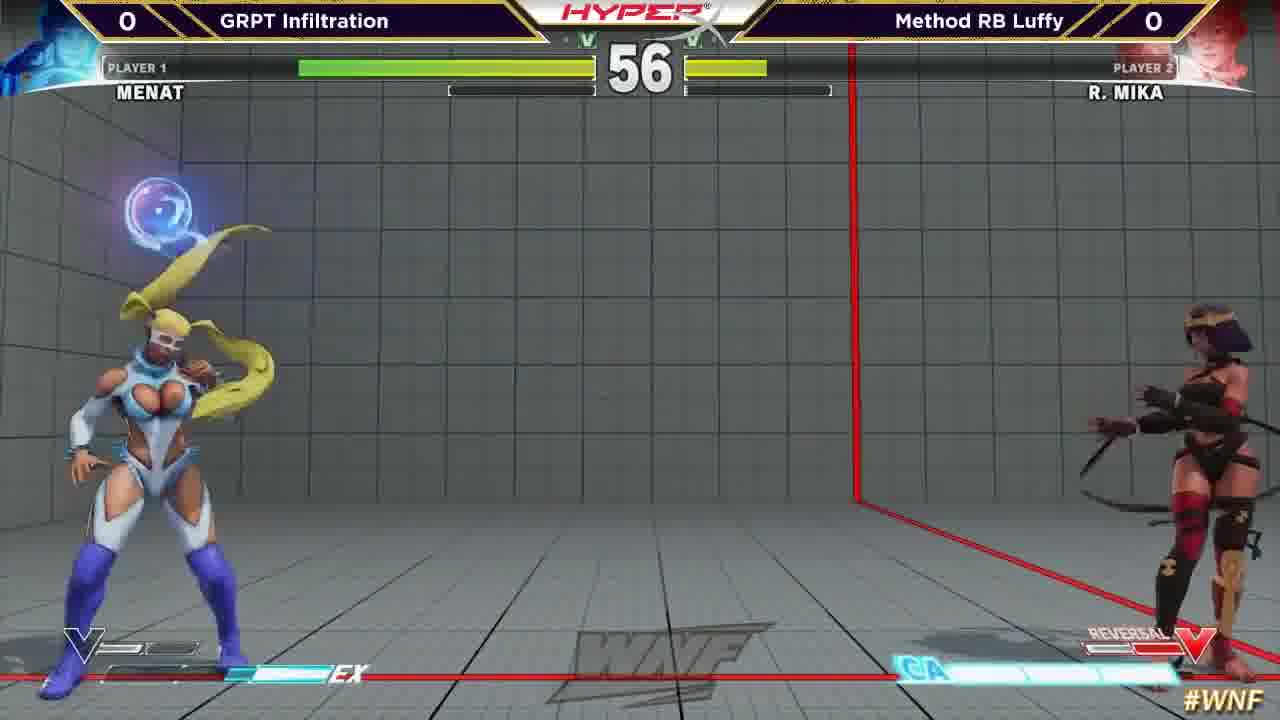 0 GRPT Infiltration HYPERX® Method RB Luffy 0
PLAYER 1 V 56 V PLAYER 2
MENAT R. MIKA
V REVERSAL V
EX CA
WNF
#WNF